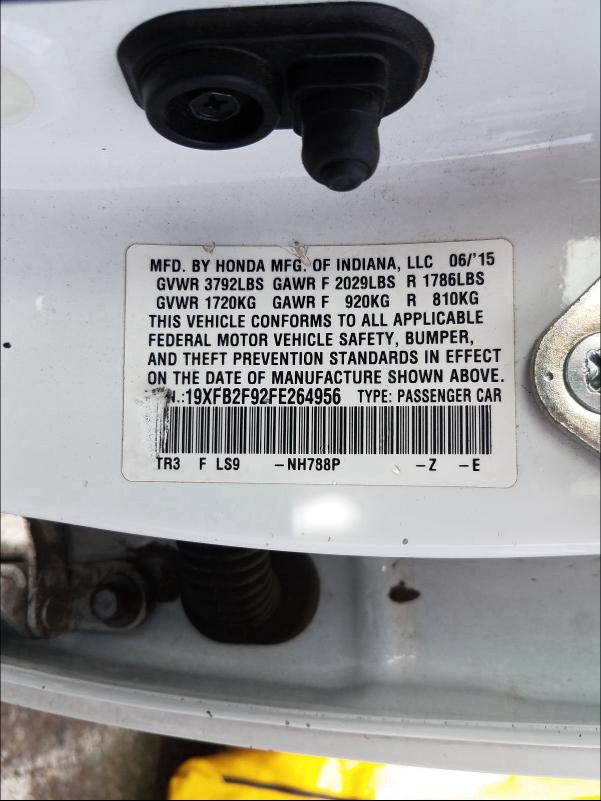 MFD. BY HONDA MFG. OF INDIANA, LLC 06/'15
GVWR 3792LBS GAWR F 2029LBS R 1786LBS
GVWR 1720KG GAWR F 920KG R 810KG
THIS VEHICLE CONFORMS TO ALL APPLICABLE
FEDERAL MOTOR VEHICLE SAFETY, BUMPER,
AND THEFT PREVENTION STANDARDS IN EFFECT
ON THE DATE OF MANUFACTURE SHOWN ABOVE.
19XFB2F92FE264956 TYPE: PASSENGER CAR
TR3 F LS9 -NH788P -Z -E